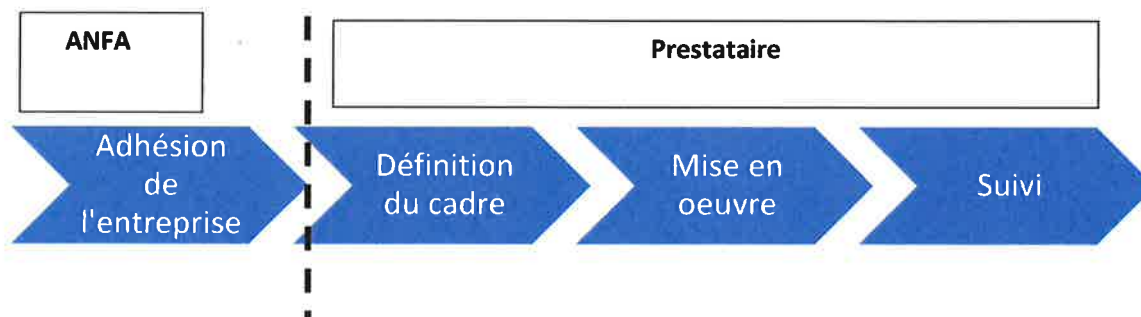 ANFA
Prestataire
Adhésion
de
l'entreprise
Définition
du cadre
Mise en
oeuvre
Suivi